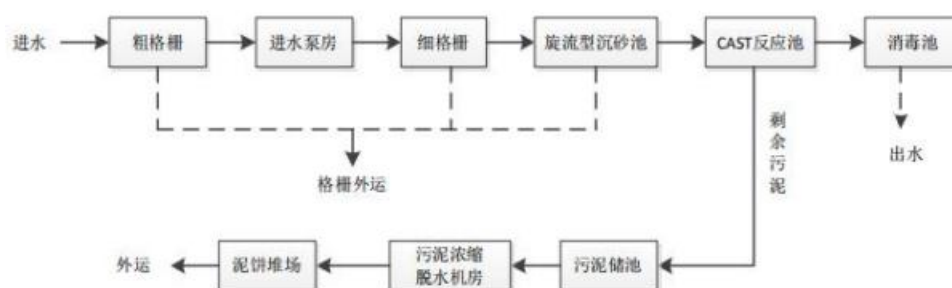 进水
粗格栅
进水泵房
细格栅
旋流型沉砂池
CAST反应池
消毒池
格栅外运
剩余污泥
出水
外运
泥饼堆场
污泥浓缩
脱水机房
污泥储池